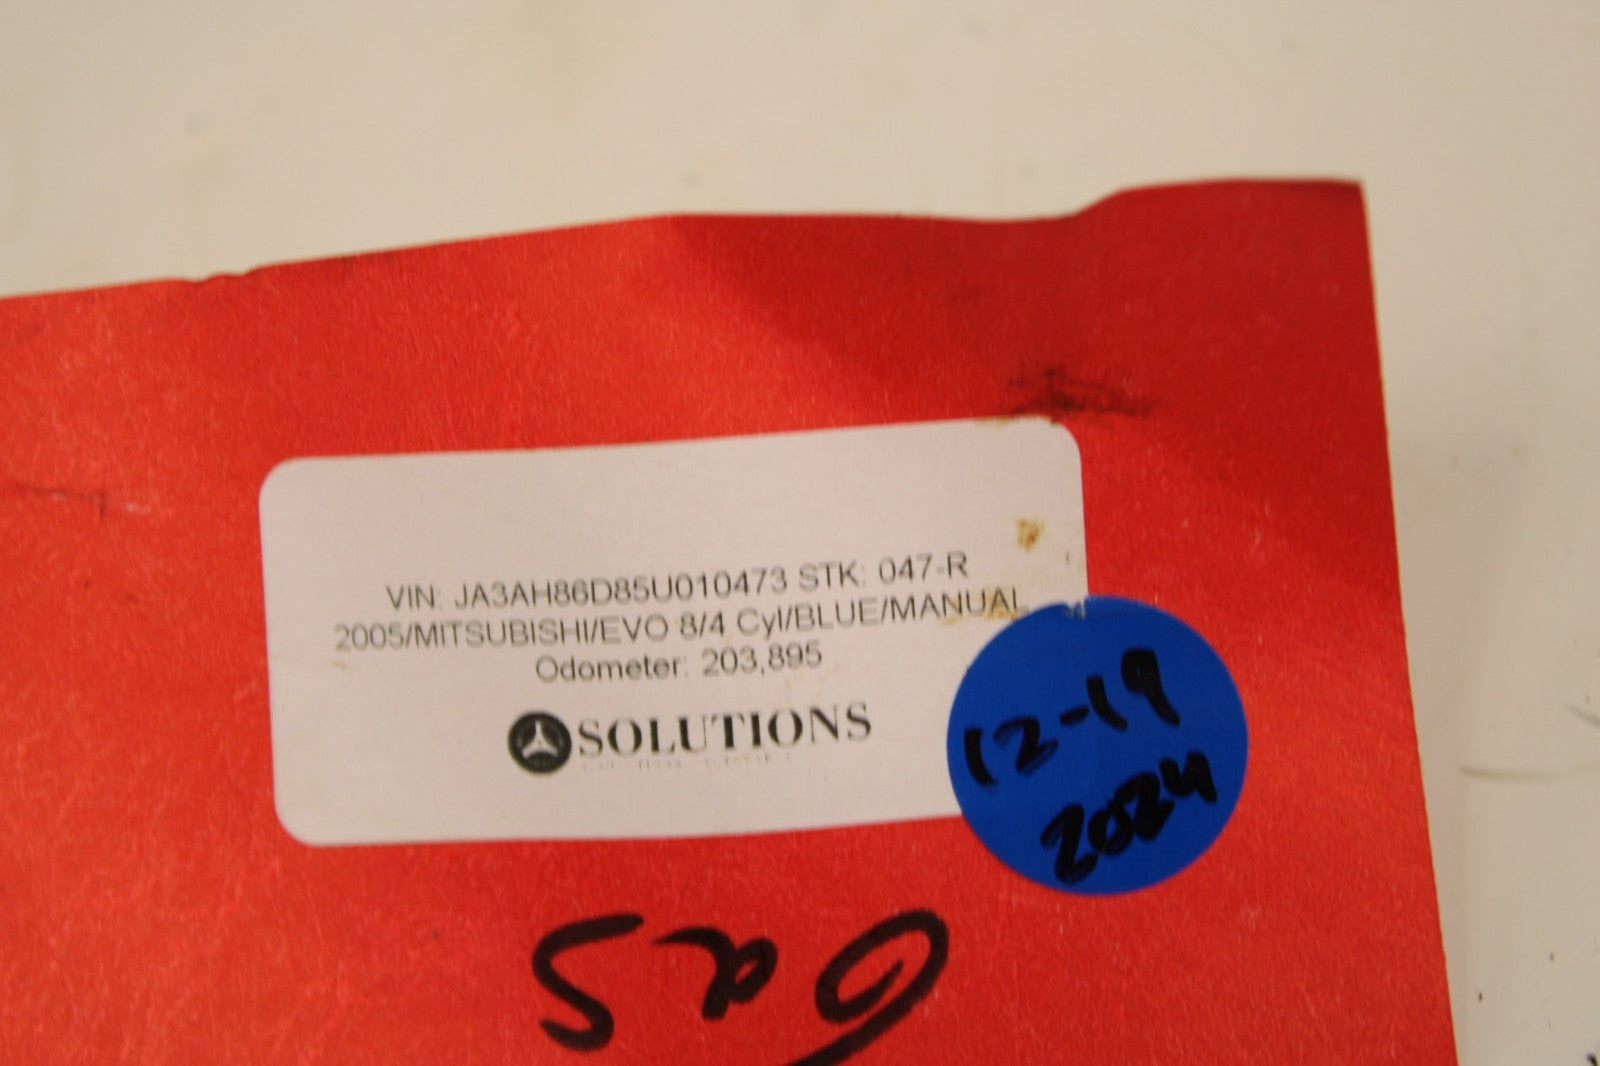 VIN: JA3AH86D85U010473 STK: 047-R
2005/MITSUBISHI/EVO 8/4 Cyl/BLUE/MANUAL
Odometer: 203,895
SOLUTIONS
12-19
2024
Gas